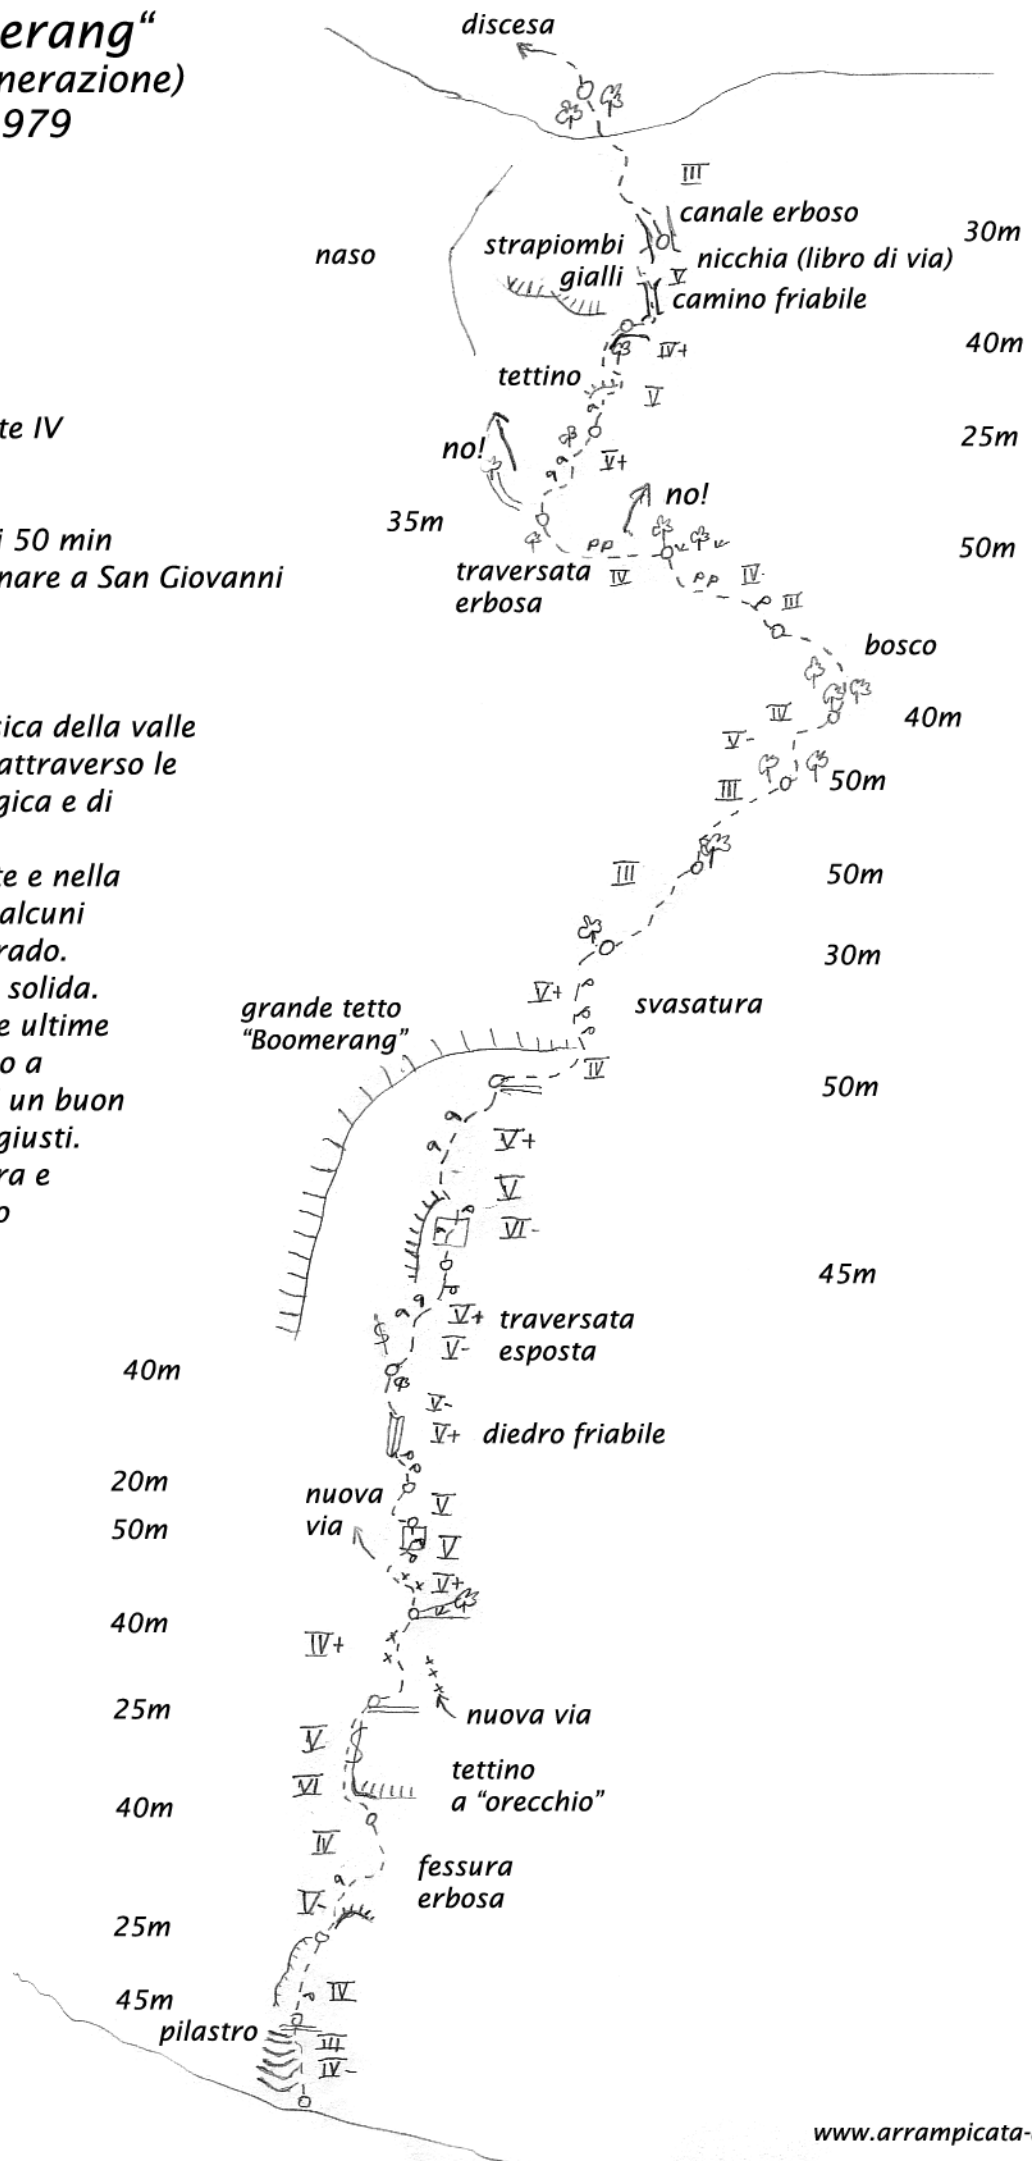 erang“
nerazione)
979
discesa
III
canale erboso
30m
naso
strapiombi
gialli
nicchia (libro di via)
V
camino friabile
40m
IV+
tettino
V
te IV
no!
25m
V+
no!
35m
i 50 min
50m
nare a San Giovanni
traversata
erbosa
IV
IV-
III
bosco
sica della valle
IV
40m
V-
attraverso le
III
50m
gica e di
III
50m
te e nella
alcuni
rado.
30m
solida.
V+
svasatura
grande tetto
“Boomerang”
e ultime
o a
IV
50m
un buon
giusti.
V+
ra e
V
o
VI-
45m
V+
traversata
esposta
V-
40m
V-
V+
diedro friabile
20m
nuova
via
V
50m
V
V+
40m
IV+
25m
nuova via
V
tettino
a “orecchio”
VI
40m
IV
fessura
erbosa
V-
25m
IV
45m
pilastro
III
IV-
www.arrampicata-